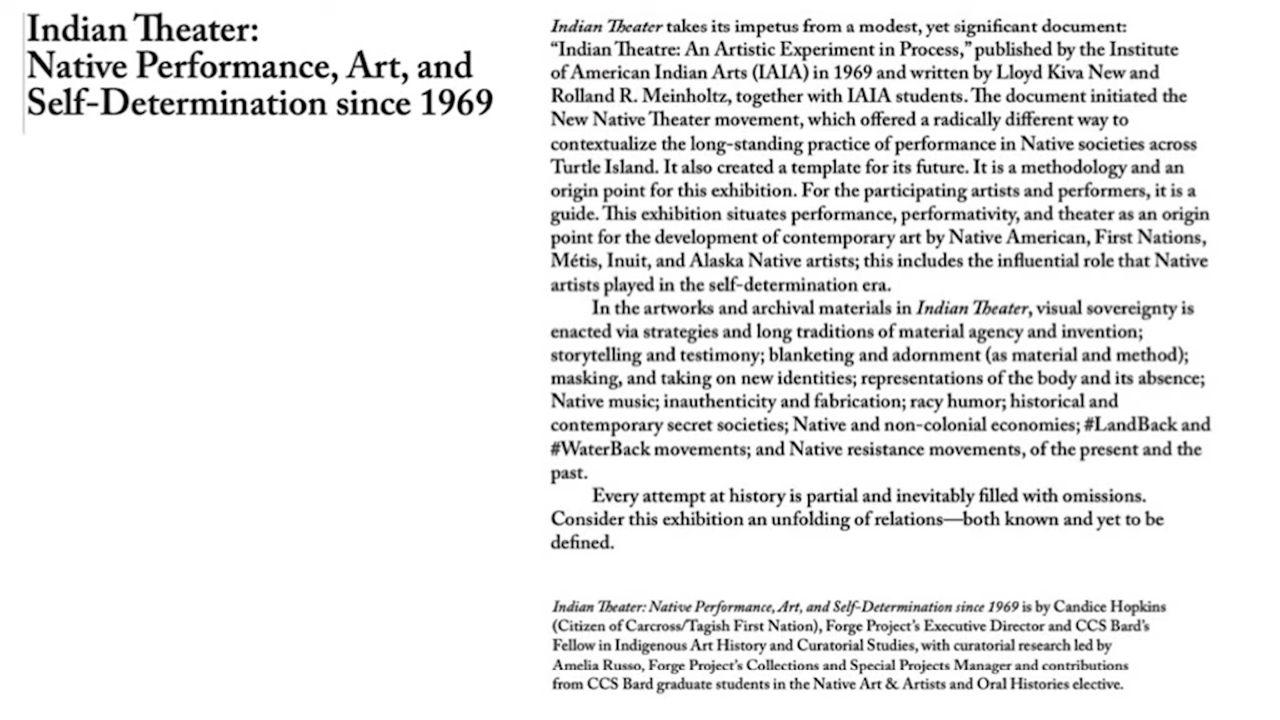 Indian Theater:
Native Performance, Art, and
Self-Determination since 1969
Indian Theater takes its impetus from a modest, yet significant document:
“Indian Theatre: An Artistic Experiment in Process,” published by the Institute
of American Indian Arts (IAIA) in 1969 and written by Lloyd Kiva New and
Rolland R. Meinholtz, together with IAIA students. The document initiated the
New Native Theater movement, which offered a radically different way to
contextualize the long-standing practice of performance in Native societies across
Turtle Island. It also created a template for its future. It is a methodology and an
origin point for this exhibition. For the participating artists and performers, it is a
guide. This exhibition situates performance, performativity, and theater as an origin
point for the development of contemporary art by Native American, First Nations,
Métis, Inuit, and Alaska Native artists; this includes the influential role that Native
artists played in the self-determination era.
In the artworks and archival materials in Indian Theater, visual sovereignty is
enacted via strategies and long traditions of material agency and invention;
storytelling and testimony; blanketing and adornment (as material and method);
masking, and taking on new identities; representations of the body and its absence;
Native music; inauthenticity and fabrication; racy humor; historical and
contemporary secret societies; Native and non-colonial economies; #LandBack and
#WaterBack movements; and Native resistance movements, of the present and the
past.
Every attempt at history is partial and inevitably filled with omissions.
Consider this exhibition an unfolding of relations—both known and yet to be
defined.
Indian Theater: Native Performance, Art, and Self-Determination since 1969 is by Candice Hopkins
(Citizen of Carcross/Tagish First Nation), Forge Project’s Executive Director and CCS Bard’s
Fellow in Indigenous Art History and Curatorial Studies, with curatorial research led by
Amelia Russo, Forge Project’s Collections and Special Projects Manager and contributions
from CCS Bard graduate students in the Native Art & Artists and Oral Histories elective.